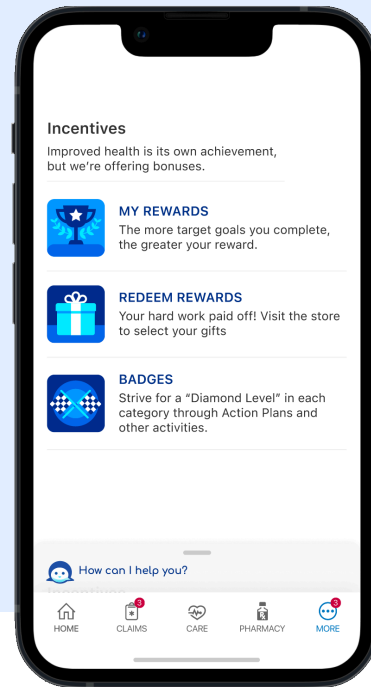 Incentives
Improved health is its own achievement,
but we're offering bonuses.
MY REWARDS
The more target goals you complete,
the greater your reward.
REDEEM REWARDS
Your hard work paid off! Visit the store
to select your gifts
BADGES
Strive for a “Diamond Level” in each
category through Action Plans and
other activities.
How can I help you?
Incentives
3 3
HOME CLAIMS CARE PHARMACY MORE